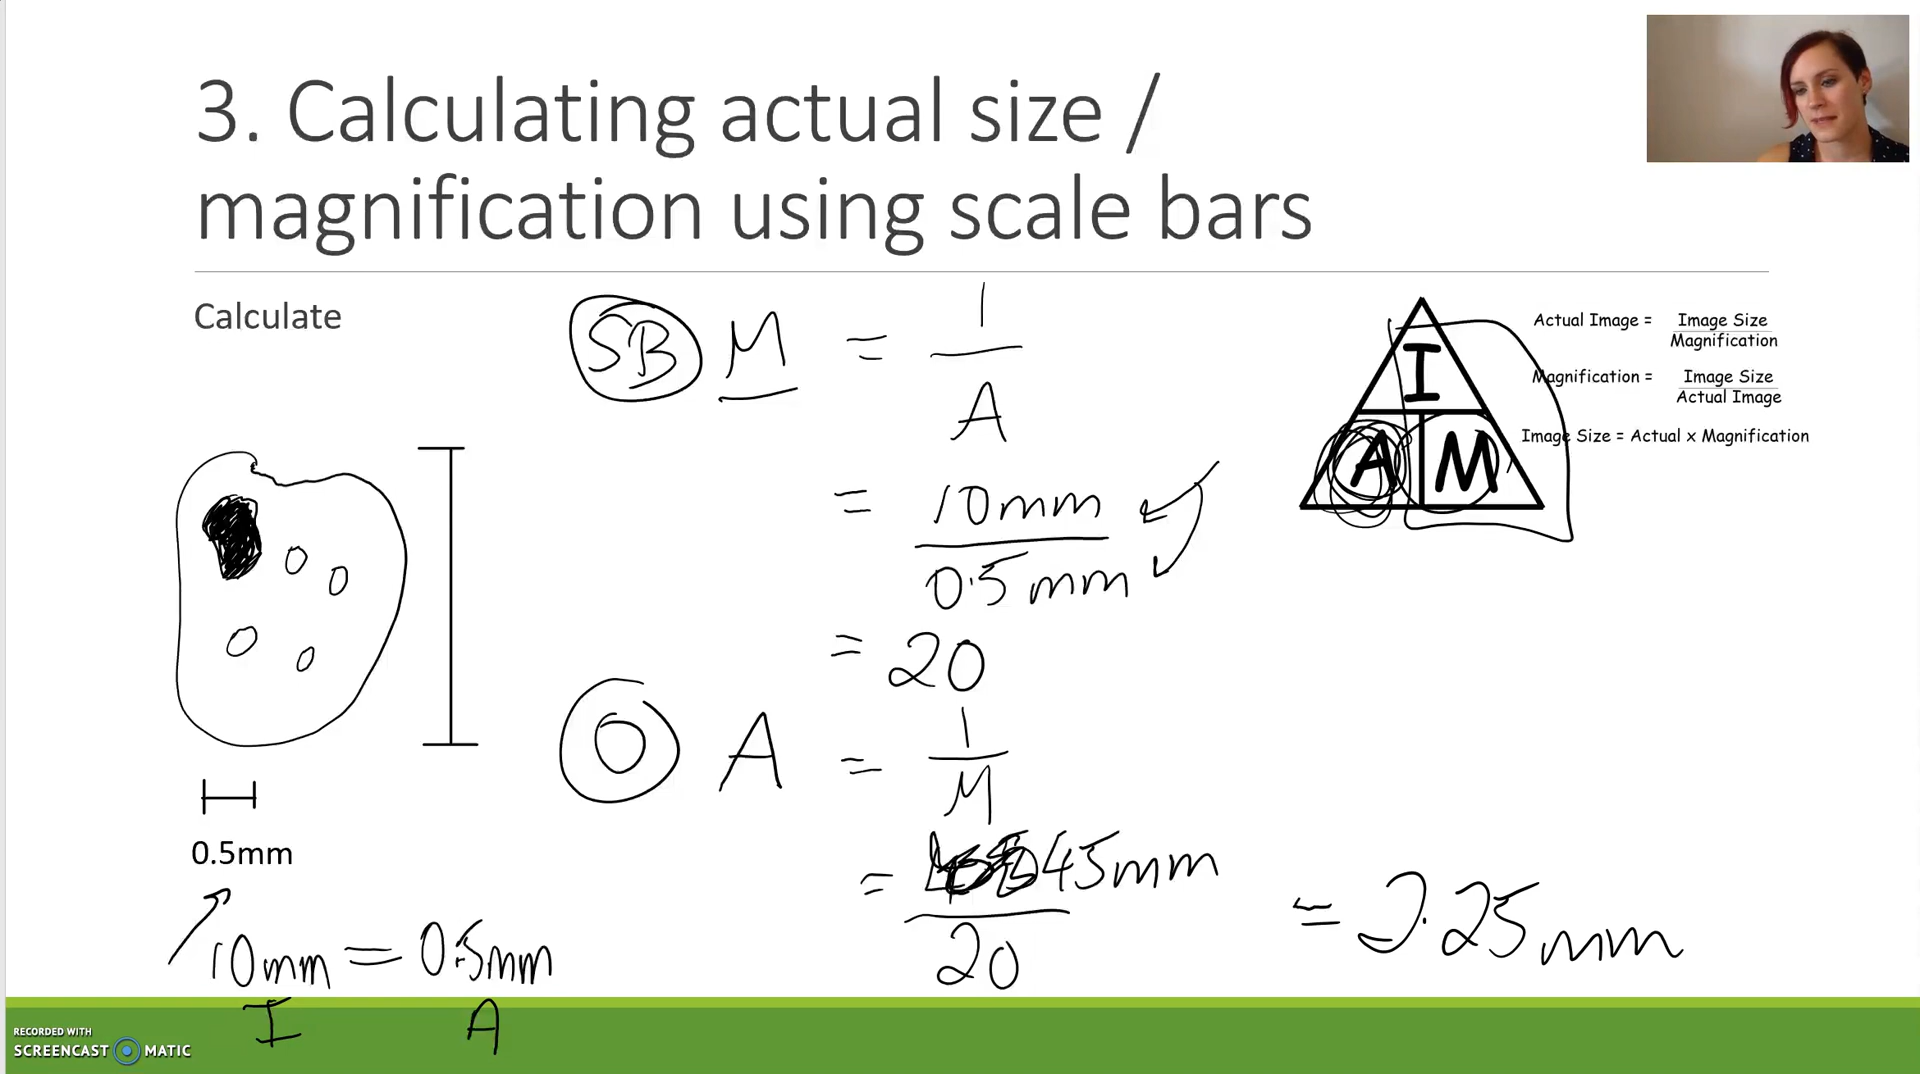 3. Calculating actual size /
magnification using scale bars
Calculate
SB M = I
A
= 10mm
0.5mm
= 20
O A = I
M
= 45mm
20
= 2.25mm
0.5mm
10mm = 0.5mm
I A
I
A M
Actual Image = Image Size
Magnification
Magnification = Image Size
Actual Image
Image Size = Actual x Magnification
RECORDED WITH
SCREENCAST MATIC